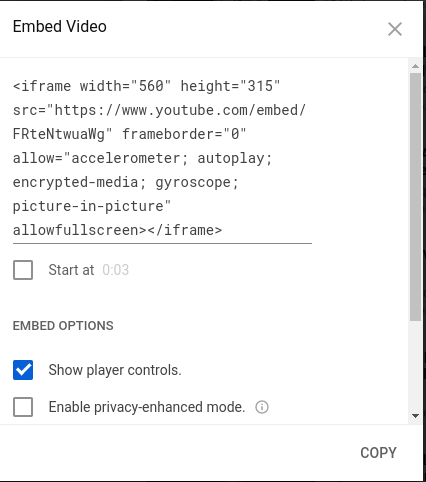 Embed Video
<iframe width="560" height="315"
src="https://www.youtube.com/embed/
FRteNtwuaWg" frameborder="0"
allow="accelerometer; autoplay;
encrypted-media; gyroscope;
picture-in-picture"
allowfullscreen></iframe>
Start at 0:03
EMBED OPTIONS
Show player controls.
Enable privacy-enhanced mode.
COPY